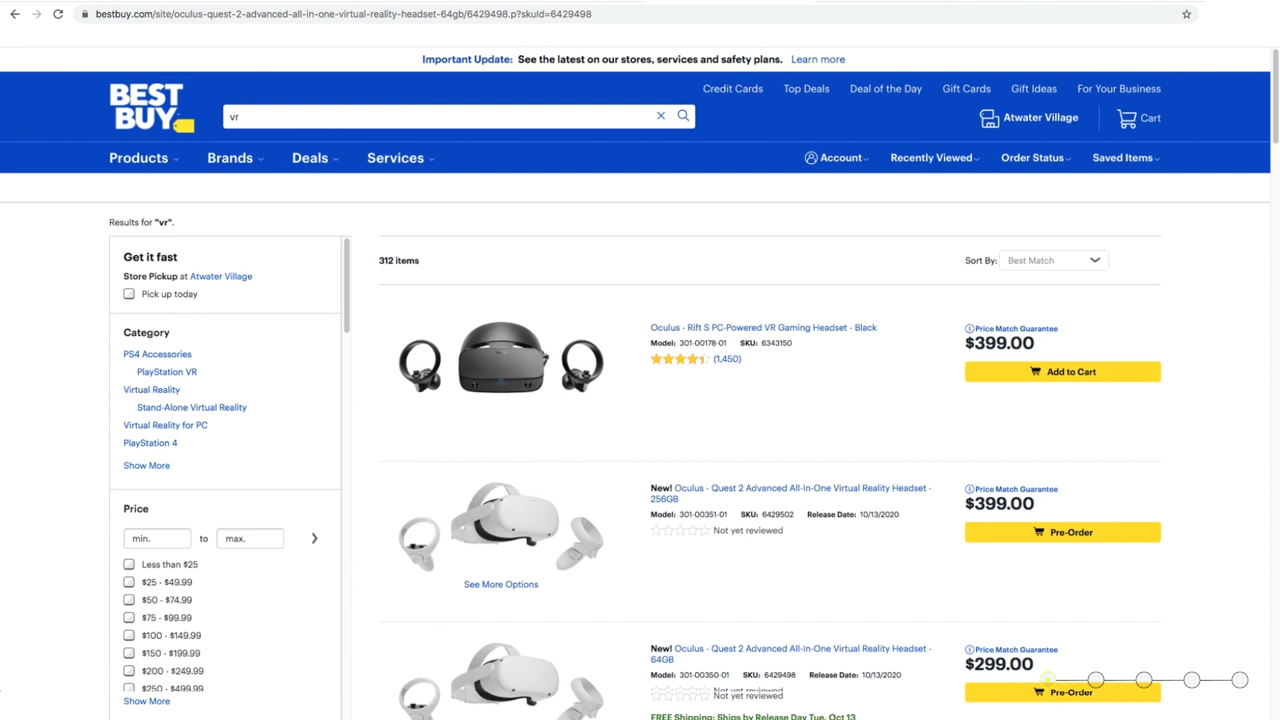 bestbuy.com/site/oculus-quest-2-advanced-all-in-one-virtual-reality-headset-64gb/6429498.p?skuId=6429498
Important Update: See the latest on our stores, services and safety plans. Learn more
BEST BUY
Credit Cards Top Deals Deal of the Day Gift Cards Gift Ideas For Your Business
vr
Atwater Village Cart
Products Brands Deals Services
Account Recently Viewed Order Status Saved Items
Results for "vr".
Get it fast
Store Pickup at Atwater Village
Pick up today
Category
PS4 Accessories
PlayStation VR
Virtual Reality
Stand-Alone Virtual Reality
Virtual Reality for PC
PlayStation 4
Show More
Price
min. to max.
Less than $25
$25 - $49.99
$50 - $74.99
$75 - $99.99
$100 - $149.99
$150 - $199.99
$200 - $249.99
$250 - $499.99
Show More
312 items
Sort By: Best Match
Oculus - Rift S PC-Powered VR Gaming Headset - Black
Model: 301-00178-01 SKU: 6343150
(1,450)
Price Match Guarantee
$399.00
Add to Cart
New! Oculus - Quest 2 Advanced All-In-One Virtual Reality Headset -
256GB
Model: 301-00351-01 SKU: 6429502 Release Date: 10/13/2020
Not yet reviewed
See More Options
Price Match Guarantee
$399.00
Pre-Order
New! Oculus - Quest 2 Advanced All-In-One Virtual Reality Headset -
64GB
Model: 301-00350-01 SKU: 6429498 Release Date: 10/13/2020
Not yet reviewed
Not yet reviewed
FREE Shipping: Ships by Release Day Tue, Oct 13
Price Match Guarantee
$299.00
Pre-Order